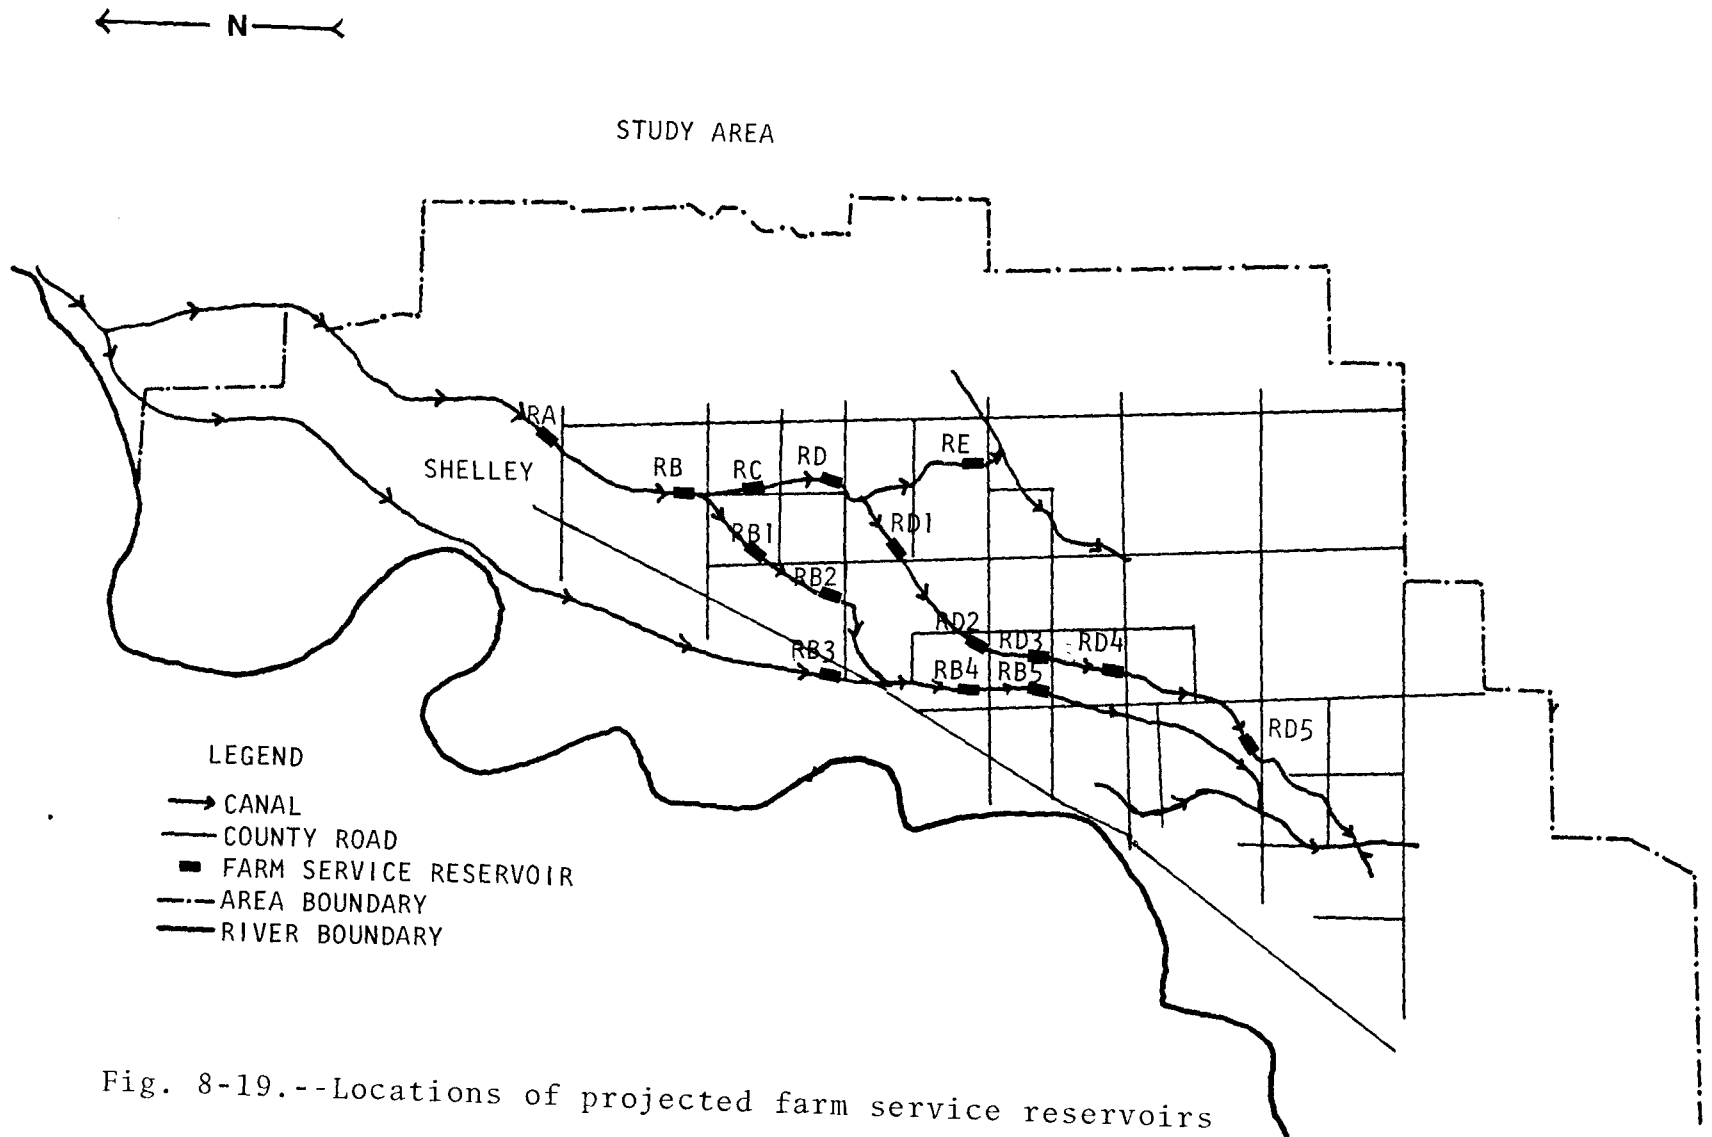 N
STUDY AREA
RA
SHELLEY
RB
RC
RD
RE
RB1
RD1
RB2
RD2
RD3
RD4
RB3
RB4
RB5
RD5
LEGEND
CANAL
COUNTY ROAD
FARM SERVICE RESERVOIR
AREA BOUNDARY
RIVER BOUNDARY
Fig. 8-19.--Locations of projected farm service reservoirs